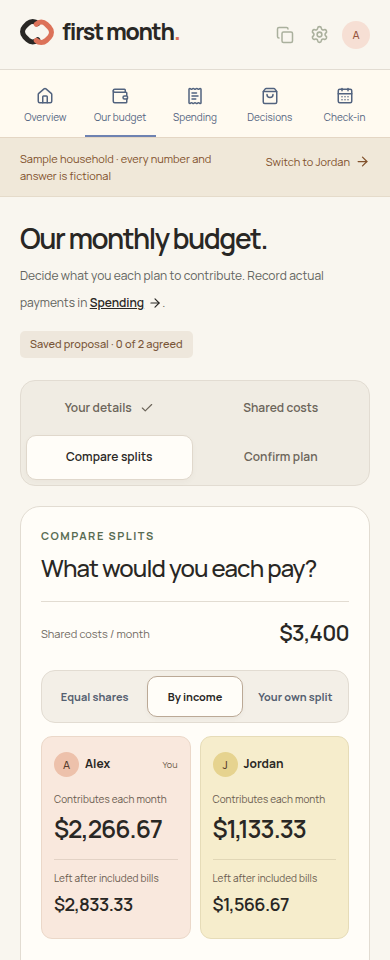 first month.
A
Overview
Our budget
Spending
Decisions
Check-in
Sample household · every number and
answer is fictional
Switch to Jordan →
Our monthly budget.
Decide what you each plan to contribute. Record actual
payments in Spending → .
Saved proposal · 0 of 2 agreed
Your details ✓
Shared costs
Compare splits
Confirm plan
COMPARE SPLITS
What would you each pay?
Shared costs / month
$3,400
Equal shares
By income
Your own split
A
Alex
You
Contributes each month
$2,266.67
Left after included bills
$2,833.33
J
Jordan
Contributes each month
$1,133.33
Left after included bills
$1,566.67